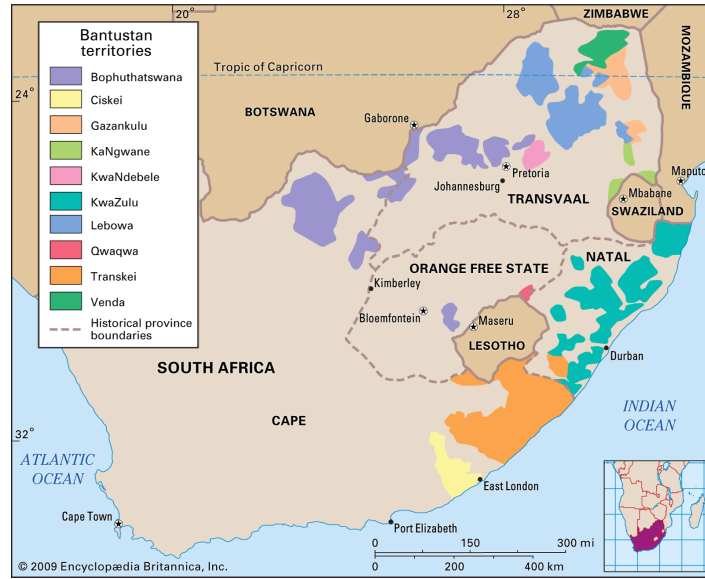 20°
28°
ZIMBABWE
Bantustan
territories
Bophuthatswana
Ciskei
Gazankulu
KaNgwane
KwaNdebele
KwaZulu
Lebowa
Qwaqwa
Transkei
Venda
Historical province
boundaries
Tropic of Capricorn
MOZAMBIQUE
24°
BOTSWANA
Gaborone
Pretoria
Johannesburg
TRANSVAAL
Maputo
Mbabane
SWAZILAND
ORANGE FREE STATE
NATAL
Kimberley
Bloemfontein
Maseru
LESOTHO
Durban
SOUTH AFRICA
CAPE
INDIAN
OCEAN
32°
ATLANTIC
OCEAN
East London
Cape Town
Port Elizabeth
0 150 300 mi
0 200 400 km
© 2009 Encyclopædia Britannica, Inc.